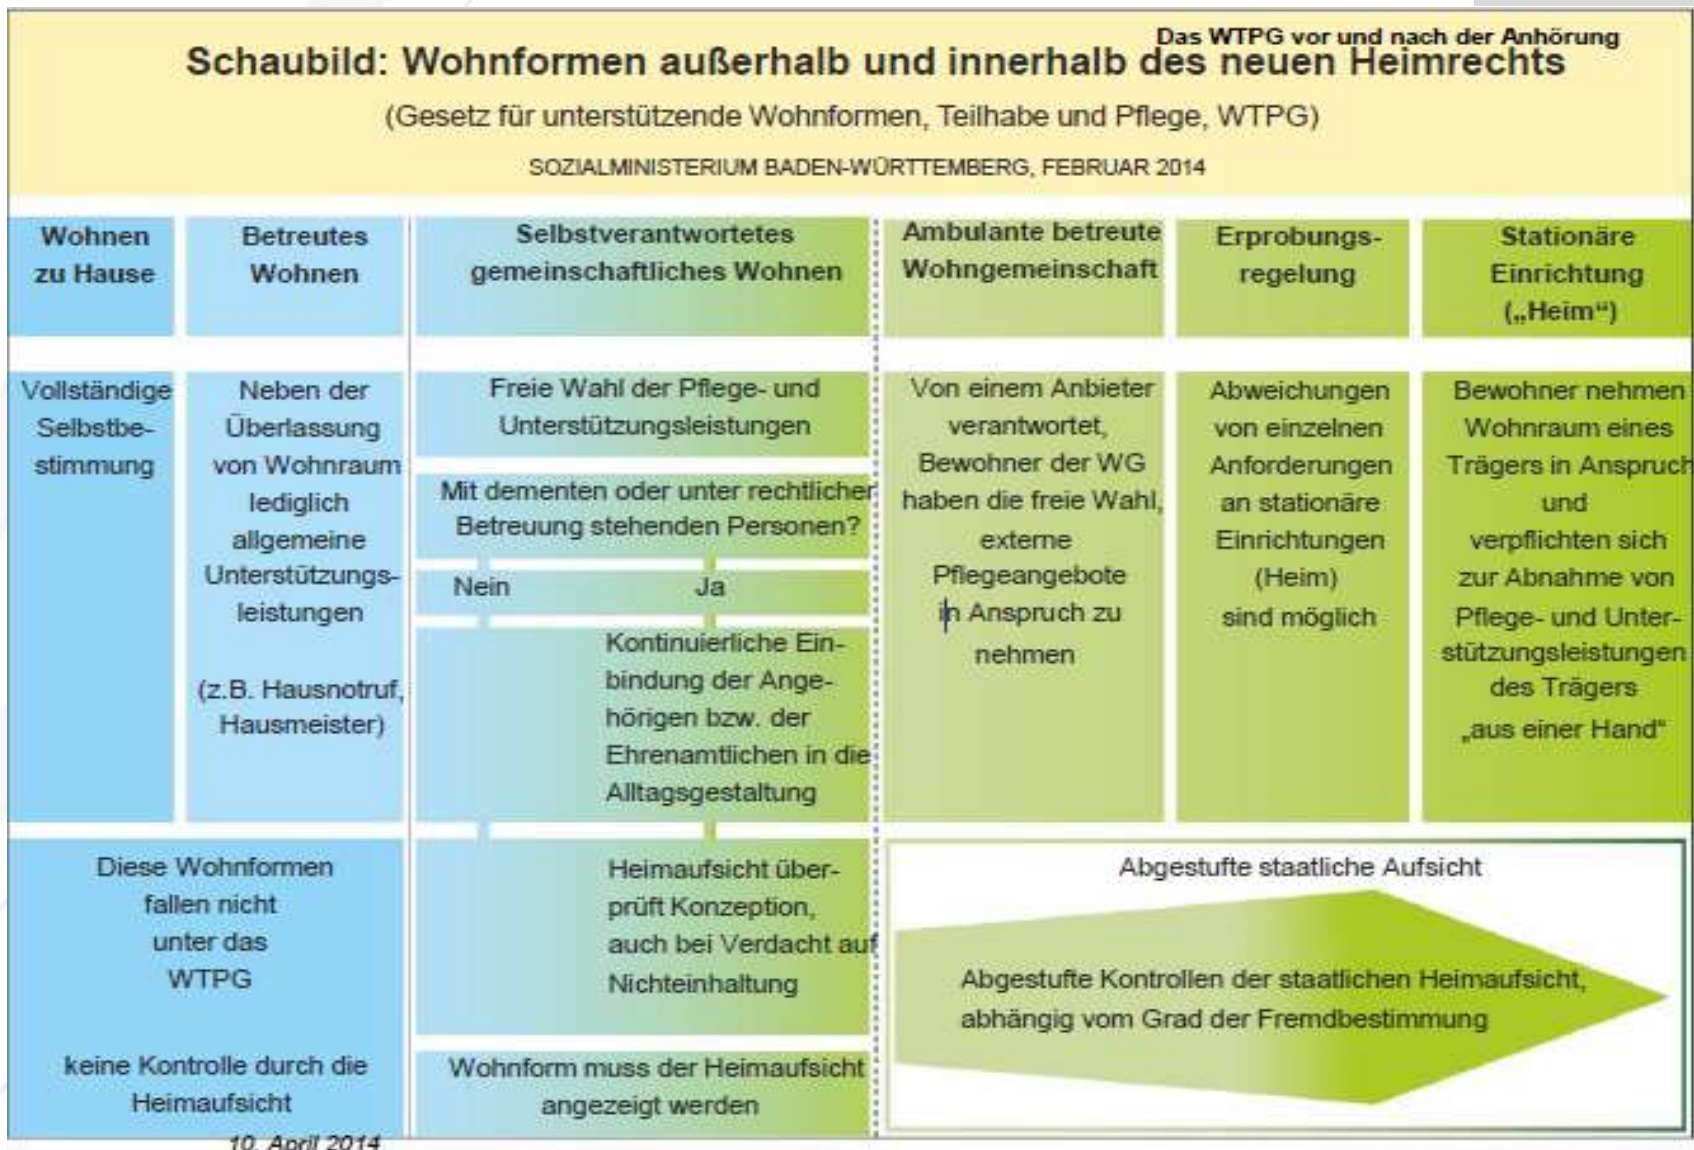 Das WTPG vor und nach der Anhörung
Schaubild: Wohnformen außerhalb und innerhalb des neuen Heimrechts
(Gesetz für unterstützende Wohnformen, Teilhabe und Pflege, WTPG)
SOZIALMINISTERIUM BADEN-WÜRTTEMBERG, FEBRUAR 2014
Wohnen
zu Hause
Betreutes
Wohnen
Selbstverantwortetes
gemeinschaftliches Wohnen
Ambulante betreute
Wohngemeinschaft
Erprobungs-
regelung
Stationäre
Einrichtung
(„Heim“)
Vollständige
Selbstbe-
stimmung
Neben der
Überlassung
von Wohnraum
lediglich
allgemeine
Unterstützungs-
leistungen
(z.B. Hausnotruf,
Hausmeister)
Freie Wahl der Pflege- und
Unterstützungsleistungen
Mit dementen oder unter rechtlicher
Betreuung stehenden Personen?
Nein Ja
Kontinuierliche Ein-
bindung der Ange-
hörigen bzw. der
Ehrenamtlichen in die
Alltagsgestaltung
Von einem Anbieter
verantwortet,
Bewohner der WG
haben die freie Wahl,
externe
Pflegeangebote
in Anspruch zu
nehmen
Abweichungen
von einzelnen
Anforderungen
an stationäre
Einrichtungen
(Heim)
sind möglich
Bewohner nehmen
Wohnraum eines
Trägers in Anspruch
und
verpflichten sich
zur Abnahme von
Pflege- und Unter-
stützungsleistungen
des Trägers
„aus einer Hand“
Diese Wohnformen
fallen nicht
unter das
WTPG
keine Kontrolle durch die
Heimaufsicht
Heimaufsicht über-
prüft Konzeption,
auch bei Verdacht auf
Nichteinhaltung
Wohnform muss der Heimaufsicht
angezeigt werden
Abgestufte staatliche Aufsicht
Abgestufte Kontrollen der staatlichen Heimaufsicht,
abhängig vom Grad der Fremdbestimmung
10. April 2014